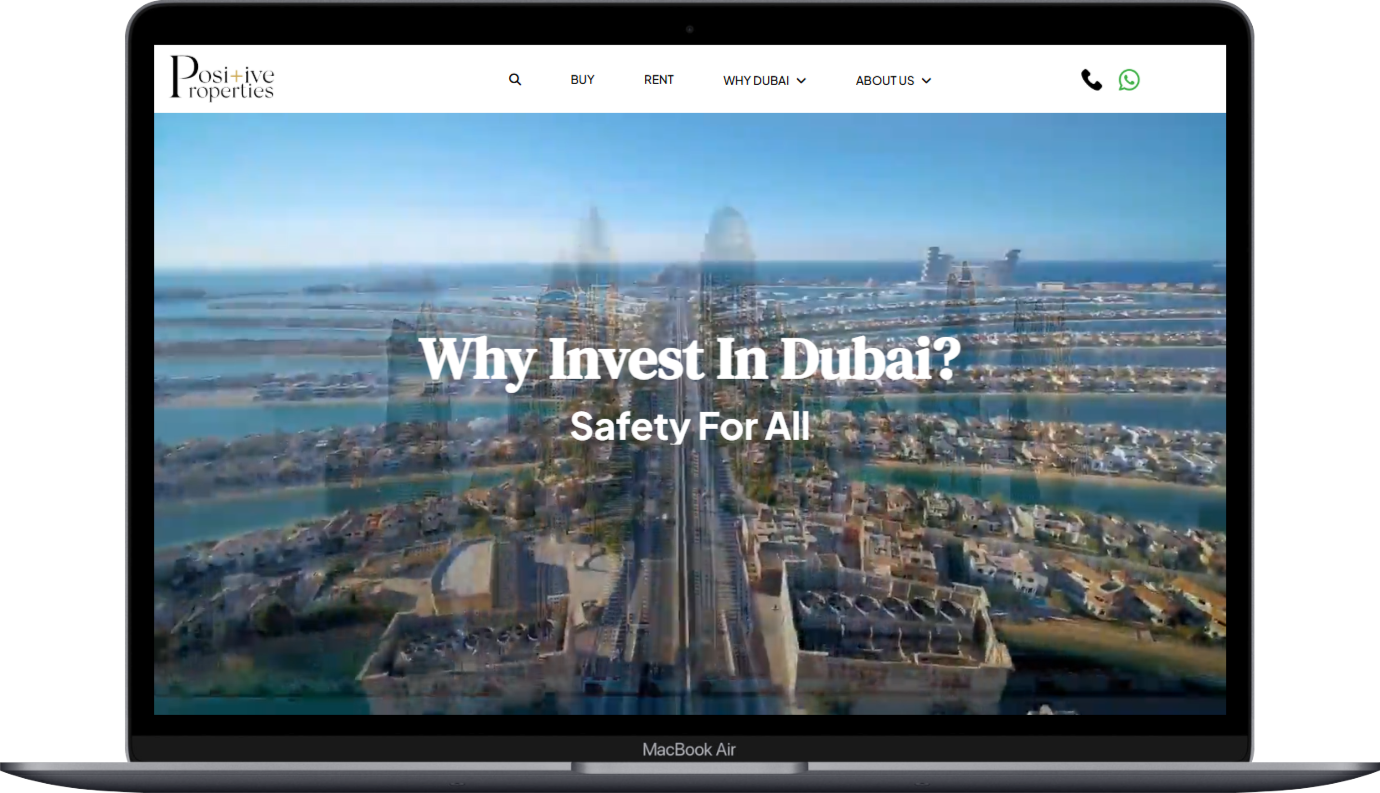 Posi+ive
Properties
BUY
RENT
WHY DUBAI
ABOUT US
Why Invest In Dubai?
Safety For All
MacBook Air